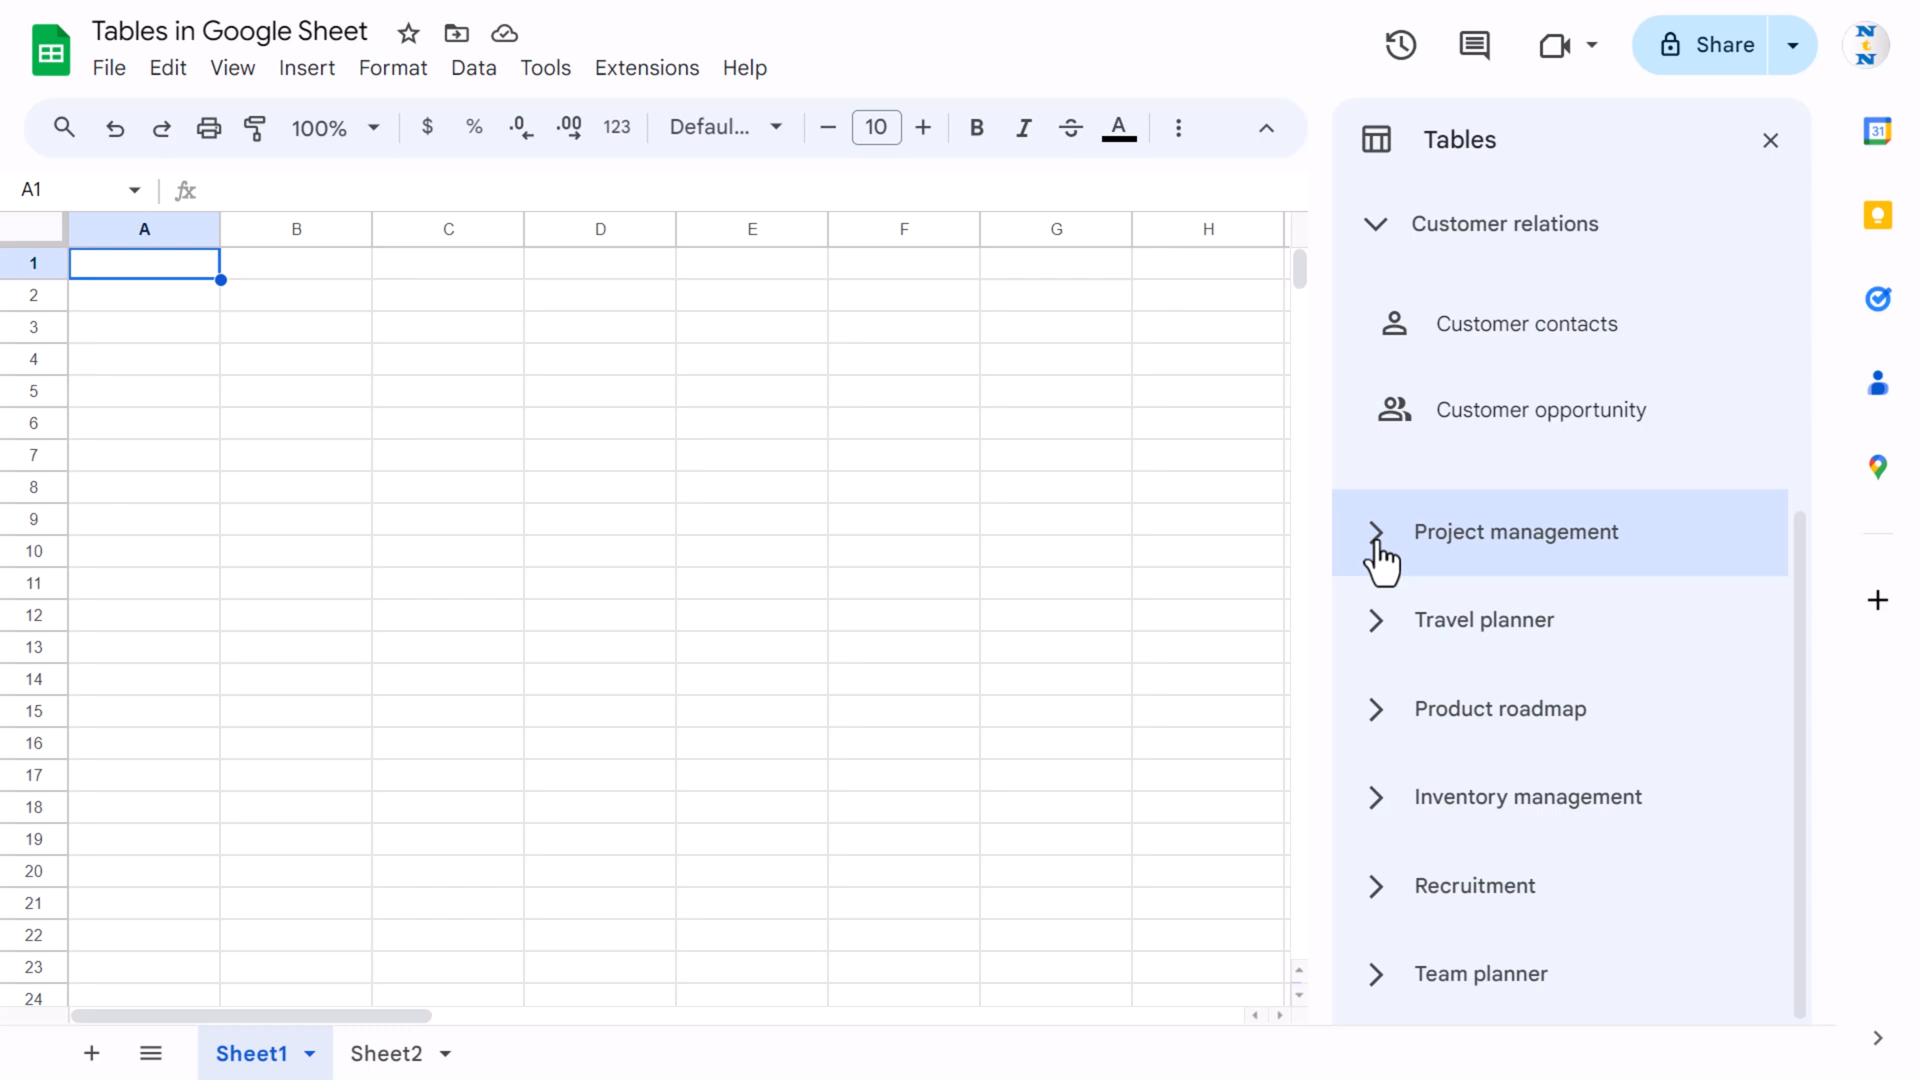 Tables in Google Sheet
File Edit View Insert Format Data Tools Extensions Help
Share
N
t
N
100% $ % .0 .00 123 Defaul... 10 B I S A
A1 fx
A B C D E F G H
1
2
3
4
5
6
7
8
9
10
11
12
13
14
15
16
17
18
19
20
21
22
23
24
Sheet1 Sheet2
Tables
Customer relations
Customer contacts
Customer opportunity
Project management
Travel planner
Product roadmap
Inventory management
Recruitment
Team planner
31